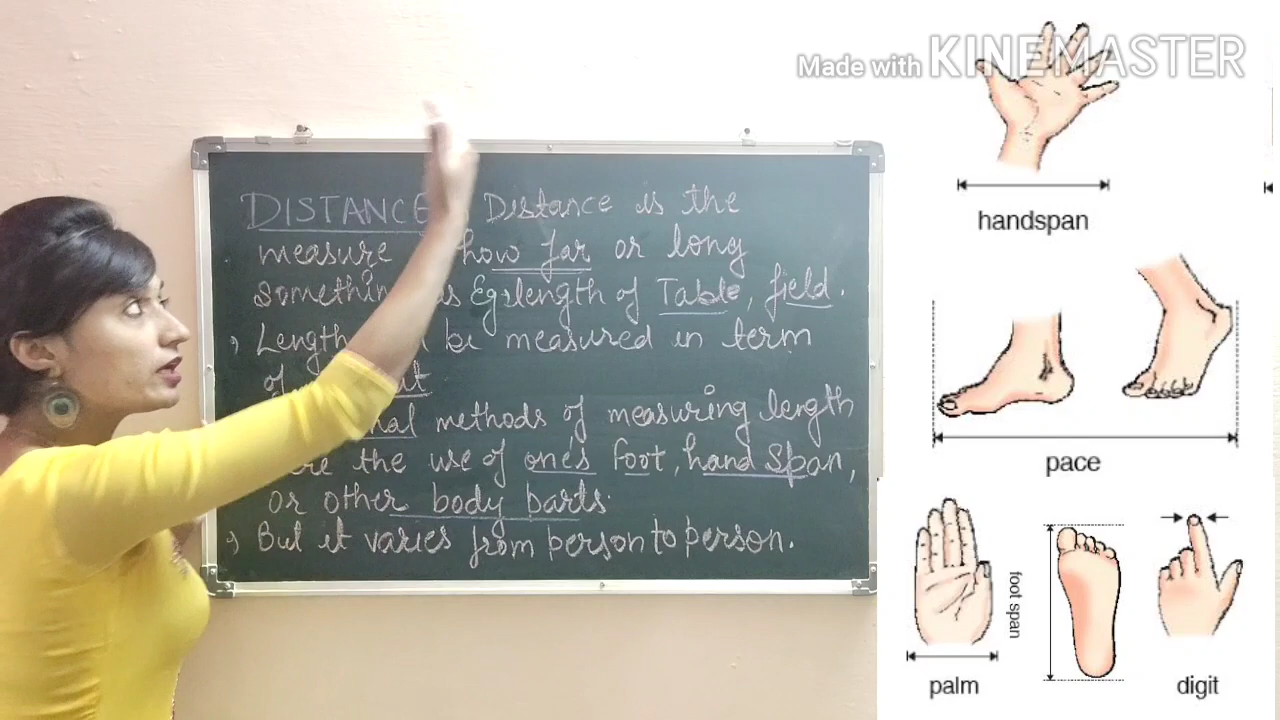 Made with KINEMASTER
DISTANCE Distance is the
measure how far or long
Somethin is Eg:length of Table, field.
, Length be measured in term
of
methods of measuring length
the use of one's foot, hand Span,
or other body barts.
, But it varies from person to person.
handspan
pace
foot span
palm
digit